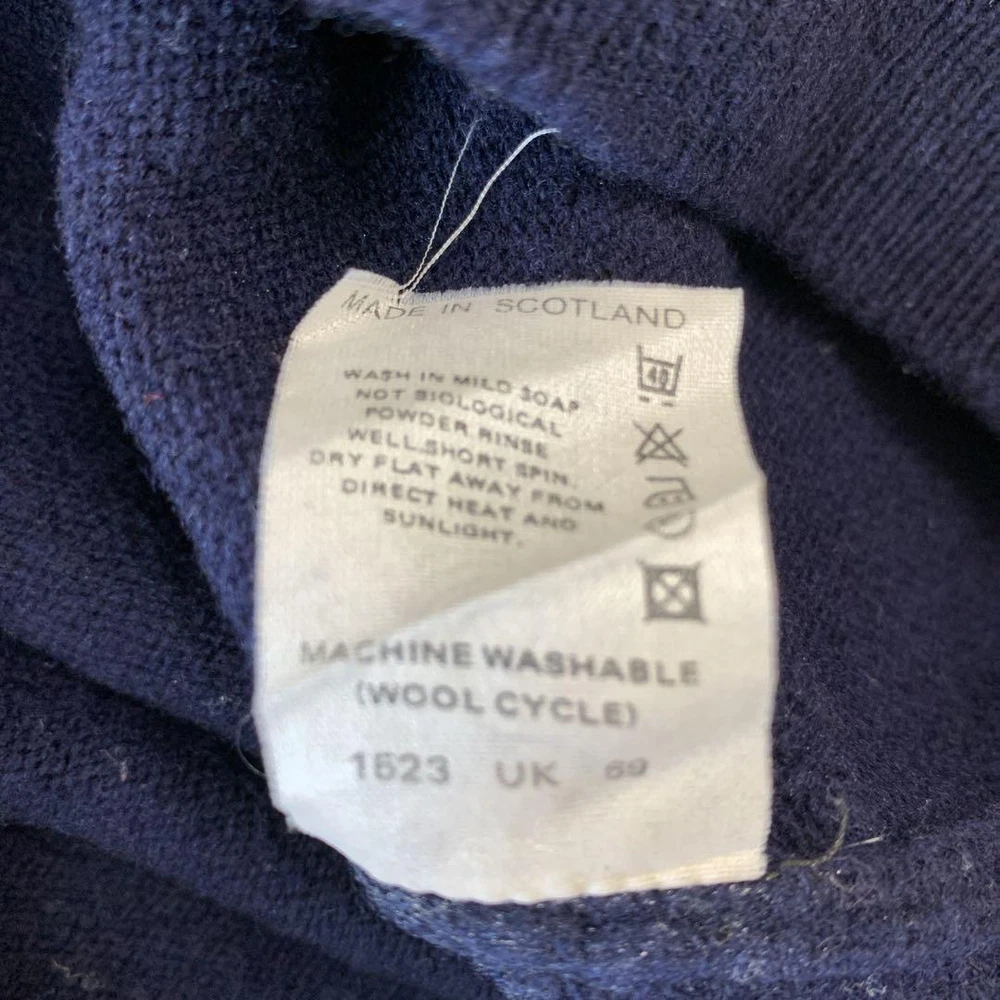 MADE IN SCOTLAND
40
WASH IN MILD SOAP
NOT BIOLOGICAL
POWDER RINSE
WELL.SHORT SPIN.
DRY FLAT AWAY FROM
DIRECT HEAT AND
SUNLIGHT.
MACHINE WASHABLE
(WOOL CYCLE)
1523 UK 69